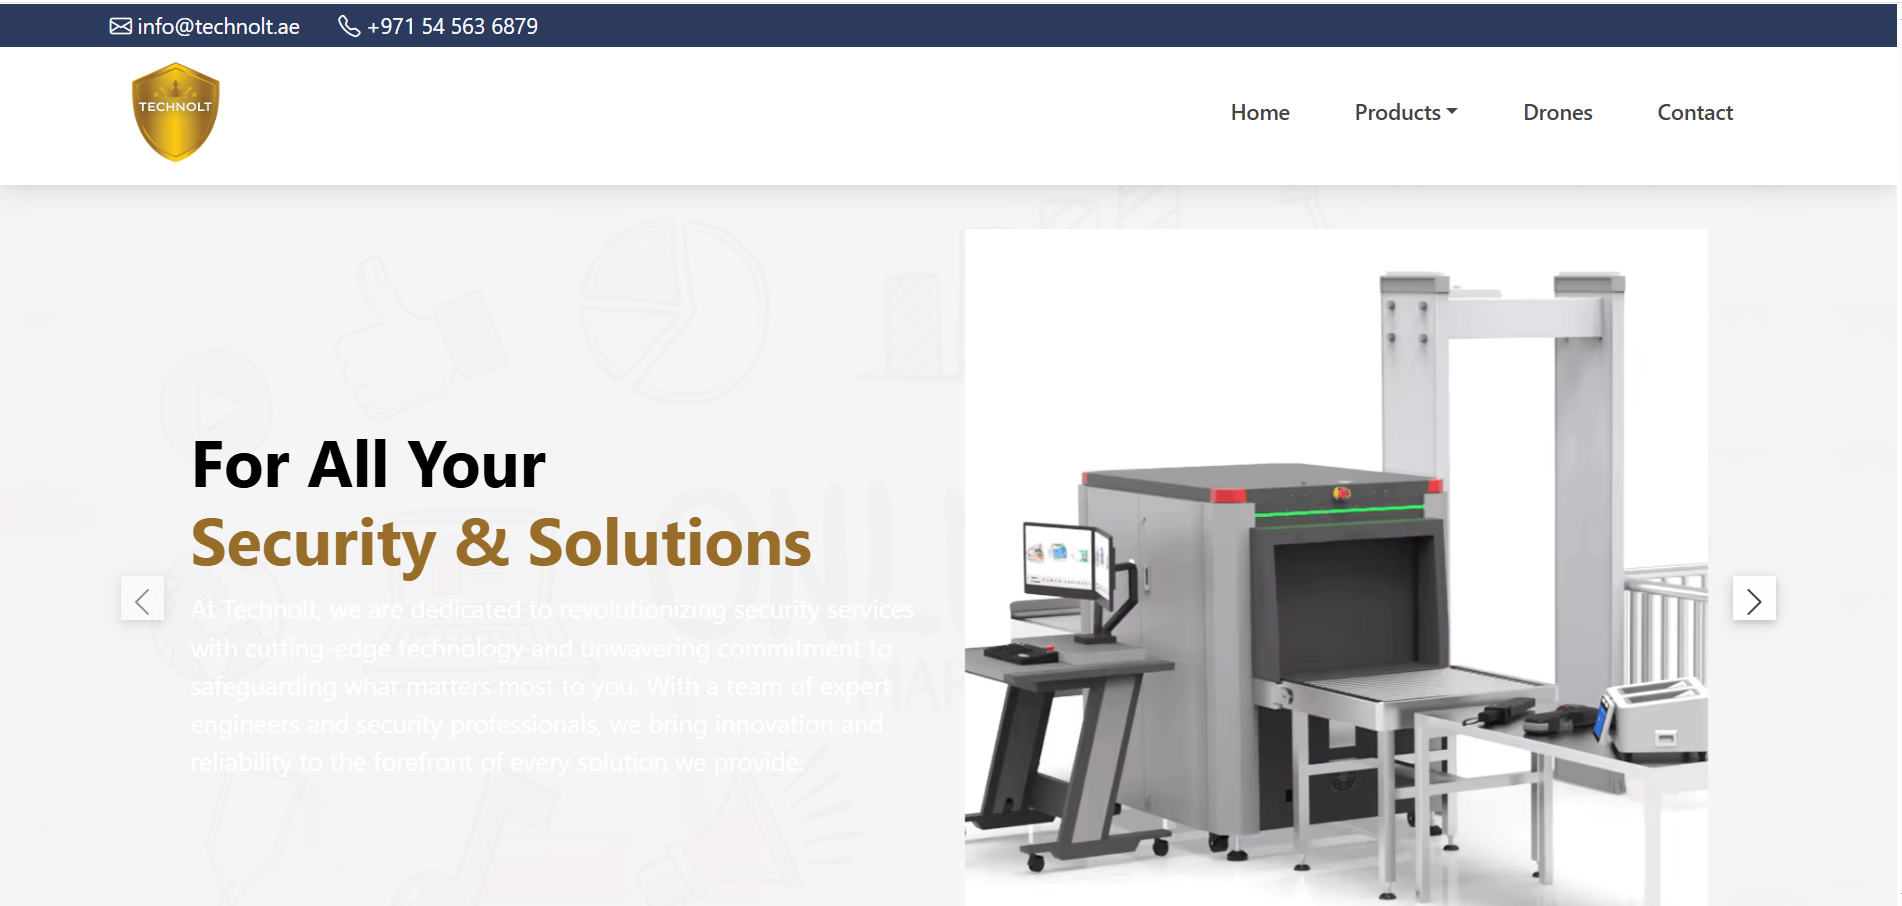 info@technolt.ae +971 54 563 6879
TECHNOLT
Home Products Drones Contact
For All Your
Security & Solutions
At Technolt, we are dedicated to revolutionizing security services
with cutting-edge technology and unwavering commitment to
safeguarding what matters most to you. With a team of expert
engineers and security professionals, we bring innovation and
reliability to the forefront of every solution we provide.